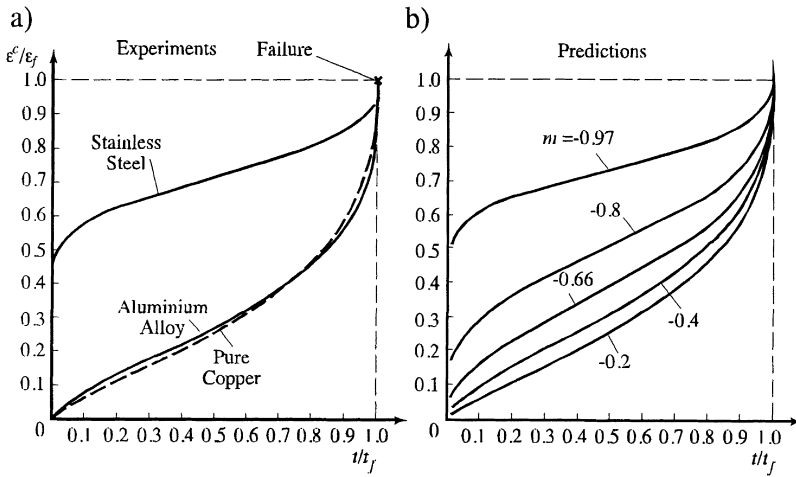 a)
εᶜ/ε_f
Experiments
Failure
1.0
0.9
0.8
0.7
0.6
0.5
0.4
0.3
0.2
0.1
0
Stainless
Steel
Aluminium
Alloy
Pure
Copper
0.1 0.2 0.3 0.4 0.5 0.6 0.7 0.8 0.9 1.0
t/t_f
b)
Predictions
1.0
0.9
0.8
0.7
0.6
0.5
0.4
0.3
0.2
0.1
0
m = -0.97
-0.8
-0.66
-0.4
-0.2
0.1 0.2 0.3 0.4 0.5 0.6 0.7 0.8 0.9 1.0
t/t_f